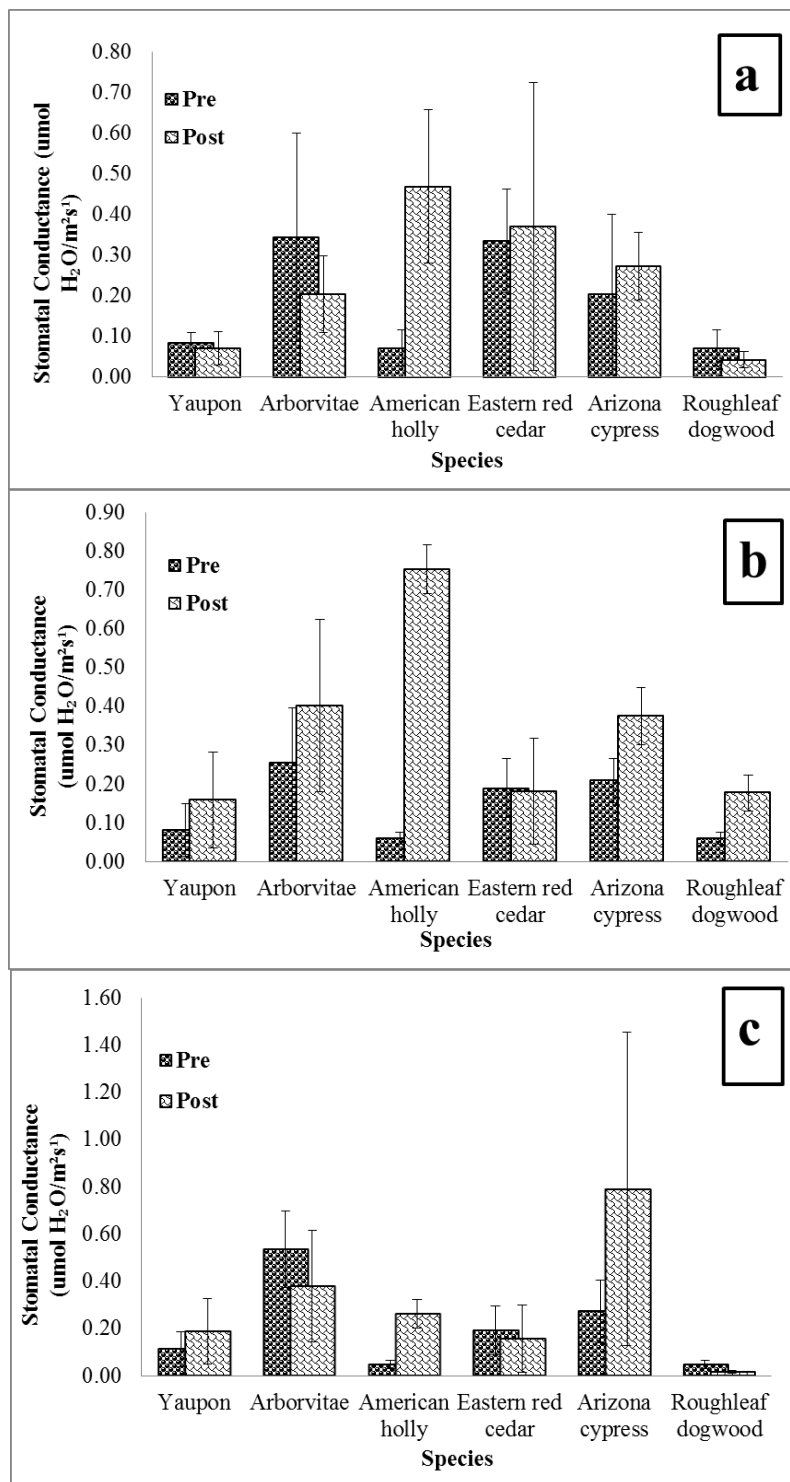 a
0.80
0.70
0.60
0.50
0.40
0.30
0.20
0.10
0.00
Stomatal Conductance (umol
H₂O/m²s¹)
Pre
Post
Yaupon
Arborvitae
American
holly
Eastern red
cedar
Arizona
cypress
Roughleaf
dogwood
Species
b
0.90
0.80
0.70
0.60
0.50
0.40
0.30
0.20
0.10
0.00
Stomatal Conductance
(umol H₂O/m²s¹)
Pre
Post
Yaupon
Arborvitae
American
holly
Eastern red
cedar
Arizona
cypress
Roughleaf
dogwood
Species
c
1.60
1.40
1.20
1.00
0.80
0.60
0.40
0.20
0.00
Stomatal Conductance
(umol H₂O/m²s¹)
Pre
Post
Yaupon
Arborvitae
American
holly
Eastern red
cedar
Arizona
cypress
Roughleaf
dogwood
Species